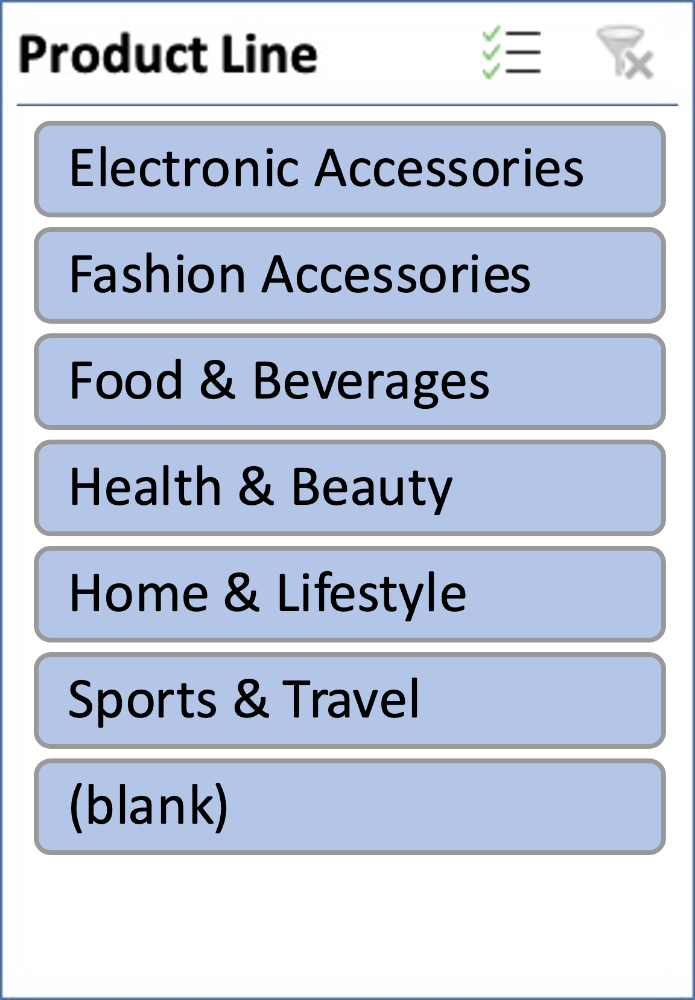 Product Line
Electronic Accessories
Fashion Accessories
Food & Beverages
Health & Beauty
Home & Lifestyle
Sports & Travel
(blank)